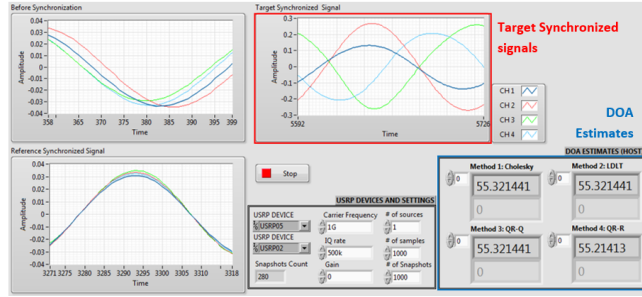 Before Synchronization
Amplitude
0.04
0.03
0.02
0.01
0
-0.01
-0.02
-0.03
-0.04
358 365 370 375 380 385 390 395 399
Time
Target Synchronized Signal
Amplitude
0.3
0.2
0.1
0
-0.1
-0.2
-0.3
5592 5726
Time
Target Synchronized
signals
CH 1
CH 2
CH 3
CH 4
DOA
Estimates
Reference Synchronized Signal
Amplitude
0.04
0.03
0.02
0.01
0
-0.01
-0.02
-0.03
-0.04
3271 3275 3280 3285 3290 3295 3300 3305 3310 3318
Time
Stop
USRP DEVICES AND SETTINGS
USRP DEVICE
USRP05
USRP DEVICE
USRP02
Snapshots Count
280
Carrier Frequency
1G
IQ rate
500k
Gain
0
# of sources
1
# of samples
1000
# of Snapshots
1000
DOA ESTIMATES (HOST
Method 1: Cholesky
0
55.321441
0
Method 2: LDLT
0
55.321441
0
Method 3: QR-Q
0
55.321441
0
Method 4: QR-R
0
55.21413
0